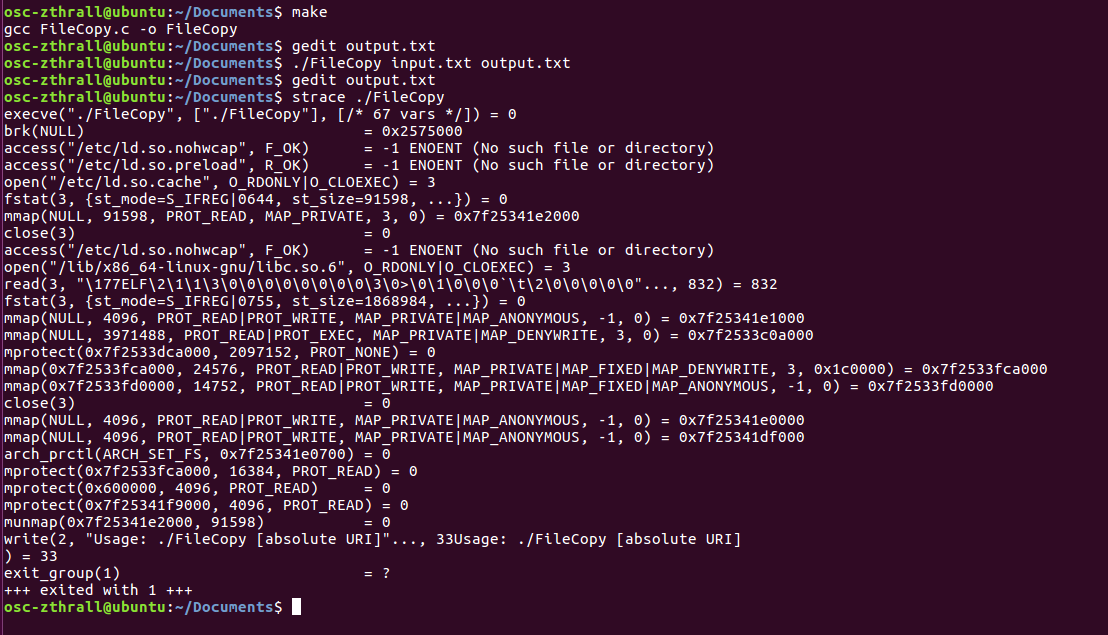 osc-zthrall@ubuntu:~/Documents$ make
gcc FileCopy.c -o FileCopy
osc-zthrall@ubuntu:~/Documents$ gedit output.txt
osc-zthrall@ubuntu:~/Documents$ ./FileCopy input.txt output.txt
osc-zthrall@ubuntu:~/Documents$ gedit output.txt
osc-zthrall@ubuntu:~/Documents$ strace ./FileCopy
execve("./FileCopy", ["./FileCopy"], [/* 67 vars */]) = 0
brk(NULL)                               = 0x2575000
access("/etc/ld.so.nohwcap", F_OK)      = -1 ENOENT (No such file or directory)
access("/etc/ld.so.preload", R_OK)      = -1 ENOENT (No such file or directory)
open("/etc/ld.so.cache", O_RDONLY|O_CLOEXEC) = 3
fstat(3, {st_mode=S_IFREG|0644, st_size=91598, ...}) = 0
mmap(NULL, 91598, PROT_READ, MAP_PRIVATE, 3, 0) = 0x7f25341e2000
close(3)                                = 0
access("/etc/ld.so.nohwcap", F_OK)      = -1 ENOENT (No such file or directory)
open("/lib/x86_64-linux-gnu/libc.so.6", O_RDONLY|O_CLOEXEC) = 3
read(3, "\177ELF\2\1\1\3\0\0\0\0\0\0\0\0\3\0>\0\1\0\0\0`\t\2\0\0\0\0\0"..., 832) = 832
fstat(3, {st_mode=S_IFREG|0755, st_size=1868984, ...}) = 0
mmap(NULL, 4096, PROT_READ|PROT_WRITE, MAP_PRIVATE|MAP_ANONYMOUS, -1, 0) = 0x7f25341e1000
mmap(NULL, 3971488, PROT_READ|PROT_EXEC, MAP_PRIVATE|MAP_DENYWRITE, 3, 0) = 0x7f2533c0a000
mprotect(0x7f2533dca000, 2097152, PROT_NONE) = 0
mmap(0x7f2533fca000, 24576, PROT_READ|PROT_WRITE, MAP_PRIVATE|MAP_FIXED|MAP_DENYWRITE, 3, 0x1c0000) = 0x7f2533fca000
mmap(0x7f2533fd0000, 14752, PROT_READ|PROT_WRITE, MAP_PRIVATE|MAP_FIXED|MAP_ANONYMOUS, -1, 0) = 0x7f2533fd0000
close(3)                                = 0
mmap(NULL, 4096, PROT_READ|PROT_WRITE, MAP_PRIVATE|MAP_ANONYMOUS, -1, 0) = 0x7f25341e0000
mmap(NULL, 4096, PROT_READ|PROT_WRITE, MAP_PRIVATE|MAP_ANONYMOUS, -1, 0) = 0x7f25341df000
arch_prctl(ARCH_SET_FS, 0x7f25341e0700) = 0
mprotect(0x7f2533fca000, 16384, PROT_READ) = 0
mprotect(0x600000, 4096, PROT_READ)     = 0
mprotect(0x7f25341f9000, 4096, PROT_READ) = 0
munmap(0x7f25341e2000, 91598)           = 0
write(2, "Usage: ./FileCopy [absolute URI]"..., 33Usage: ./FileCopy [absolute URI]
) = 33
exit_group(1)                           = ?
+++ exited with 1 +++
osc-zthrall@ubuntu:~/Documents$